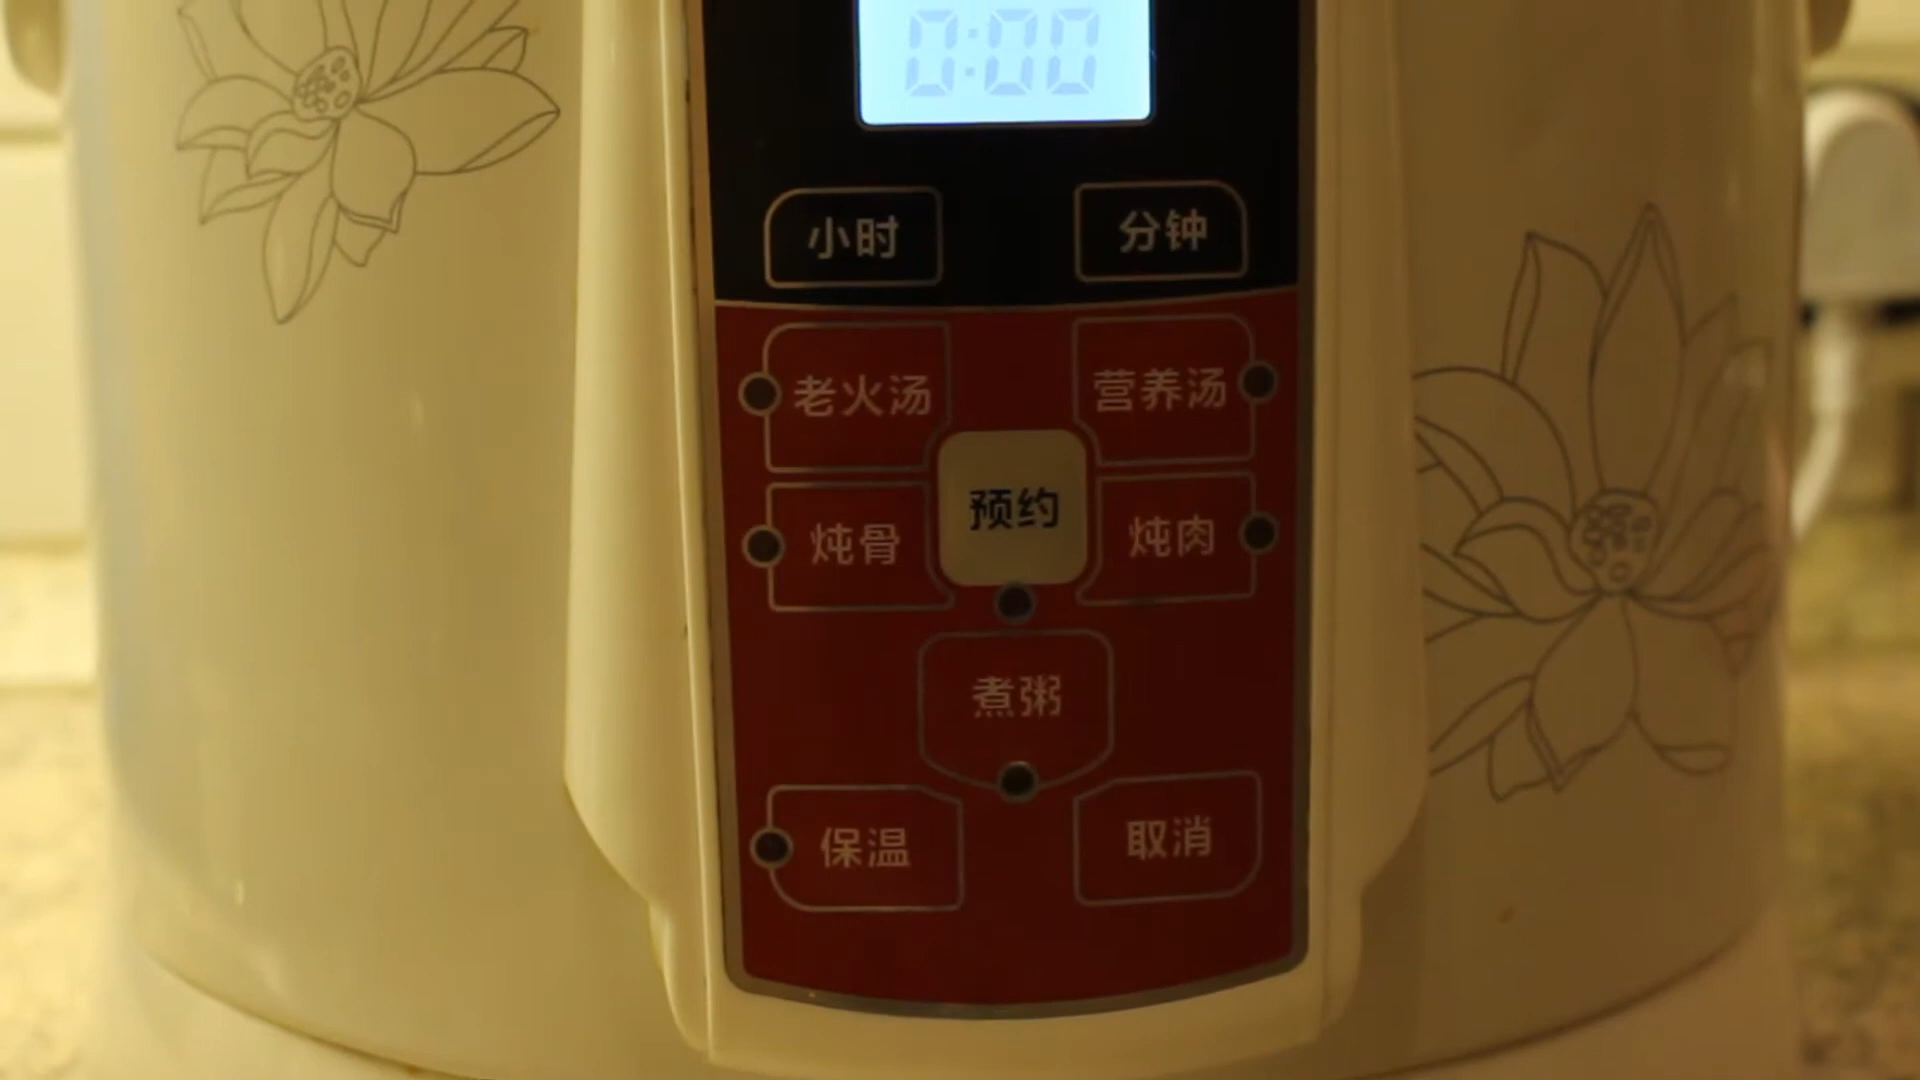 0:00
小时 分钟
老火汤 营养汤
预约
炖骨 炖肉
煮粥
保温 取消